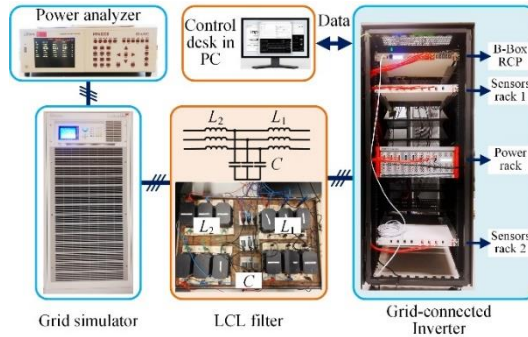 Power analyzer
Control
desk in
PC
Data
B-Box
RCP
Sensors
rack 1
Power
rack
Sensors
rack 2
L₂
L₁
C
L₂
L₁
C
Grid simulator
LCL filter
Grid-connected
Inverter